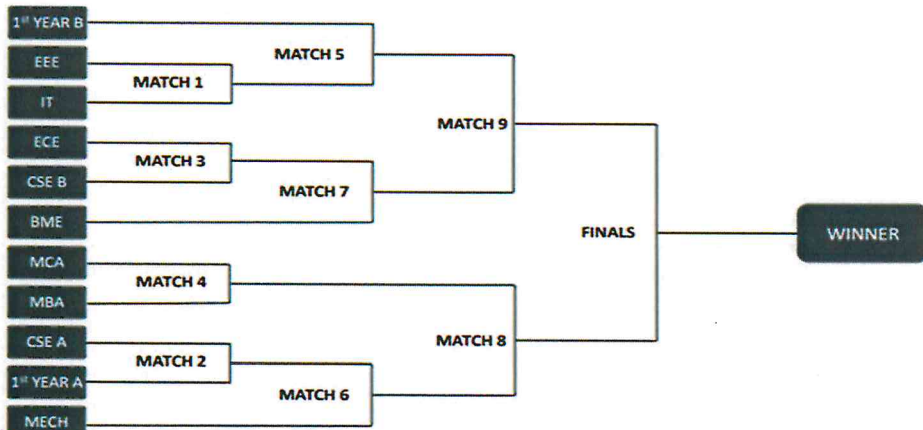 1st YEAR B
EEE
IT
ECE
CSE B
BME
MCA
MBA
CSE A
1st YEAR A
MECH
MATCH 1
MATCH 3
MATCH 4
MATCH 2
MATCH 5
MATCH 7
MATCH 6
MATCH 9
MATCH 8
FINALS
WINNER